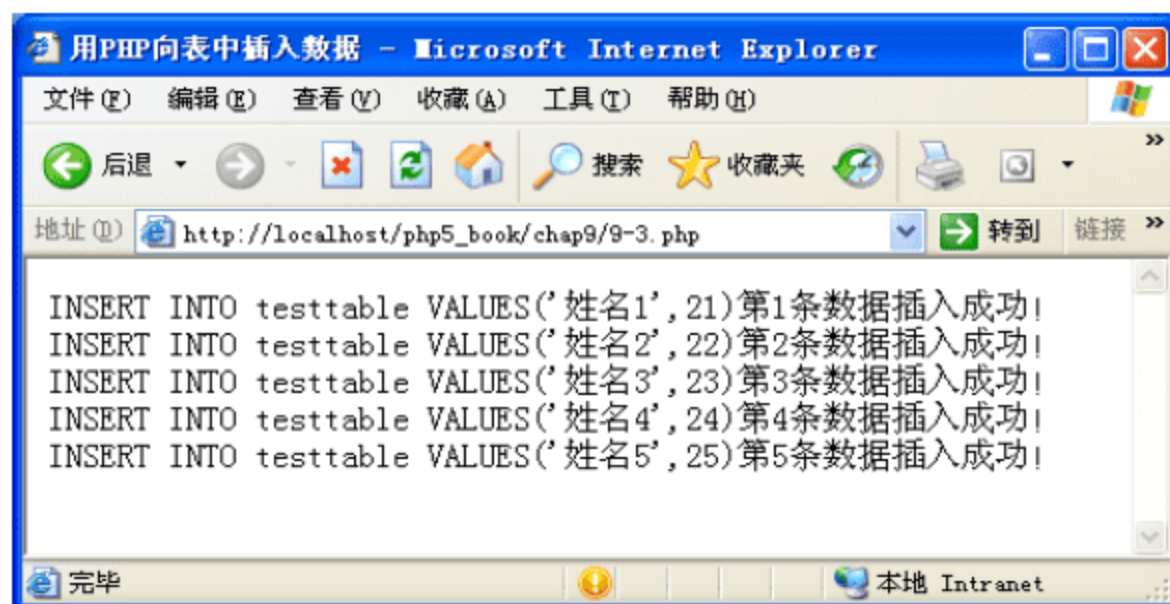 用PHP向表中插入数据 - Microsoft Internet Explorer
文件(F) 编辑(E) 查看(V) 收藏(A) 工具(T) 帮助(H)
后退 搜索 收藏夹 »
地址(D) http://localhost/php5_book/chap9/9-3.php 转到 链接 »
INSERT INTO testtable VALUES('姓名1',21)第1条数据插入成功!
INSERT INTO testtable VALUES('姓名2',22)第2条数据插入成功!
INSERT INTO testtable VALUES('姓名3',23)第3条数据插入成功!
INSERT INTO testtable VALUES('姓名4',24)第4条数据插入成功!
INSERT INTO testtable VALUES('姓名5',25)第5条数据插入成功!
完毕 本地 Intranet